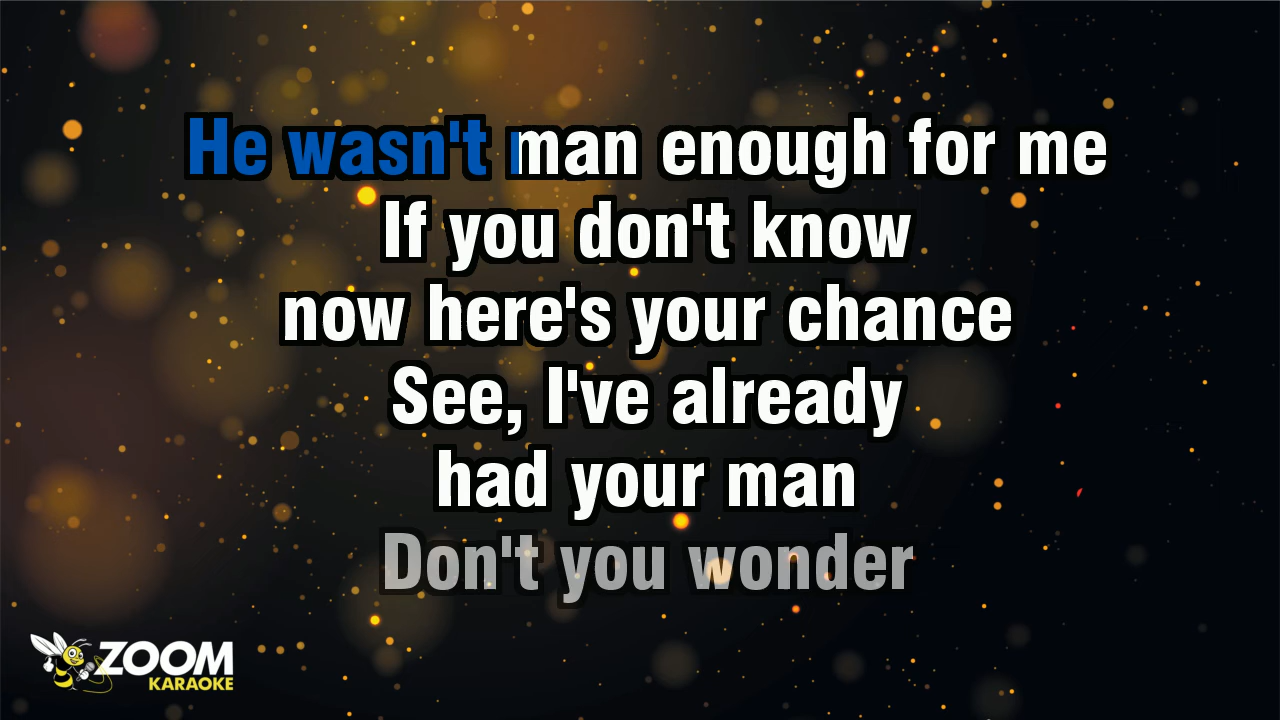 He wasn't man enough for me
If you don't know
now here's your chance
See, I've already
had your man
Don't you wonder
ZOOM
KARAOKE